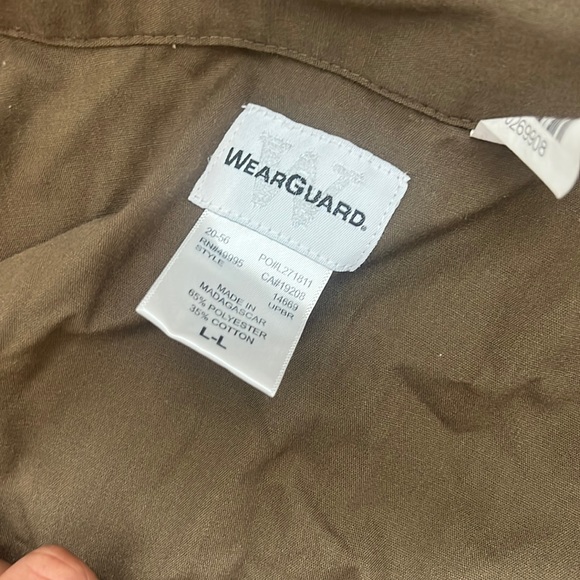 WEARGUARD®
20-56 PO#L271811
RN#49995 CA#19208
STYLE 14669
UPBR
MADE IN
MADAGASCAR
65% POLYESTER
35% COTTON
L-L
0269908